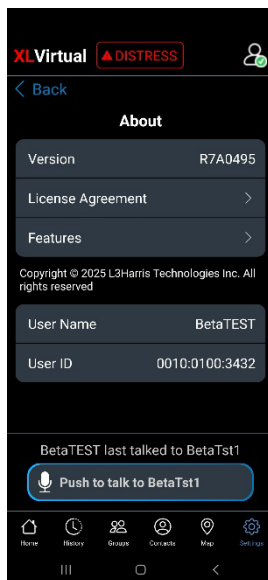 XLVirtual DISTRESS
Back
About
Version R7A0495
License Agreement
Features
Copyright © 2025 L3Harris Technologies Inc. All
rights reserved
User Name BetaTEST
User ID 0010:0100:3432
BetaTEST last talked to BetaTst1
Push to talk to BetaTst1
Home History Groups Contacts Map Settings